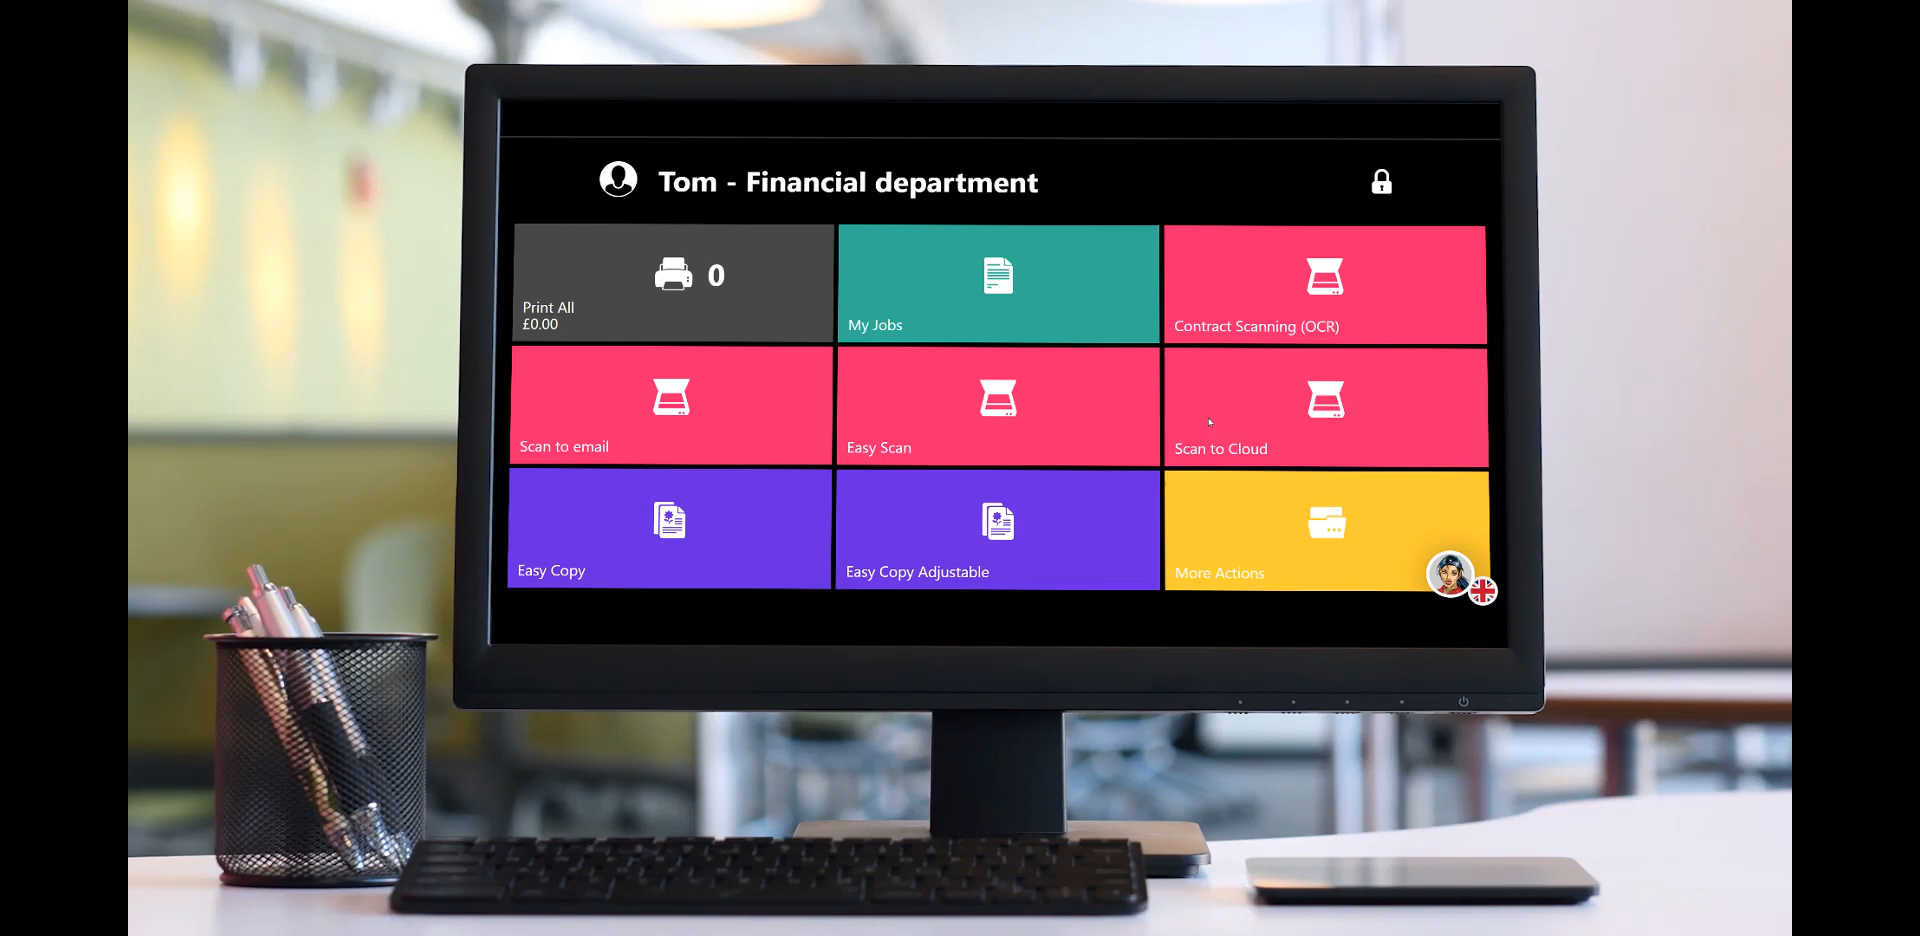 Tom - Financial department
0
Print All
£0.00
My Jobs
Contract Scanning (OCR)
Scan to email
Easy Scan
Scan to Cloud
Easy Copy
Easy Copy Adjustable
More Actions